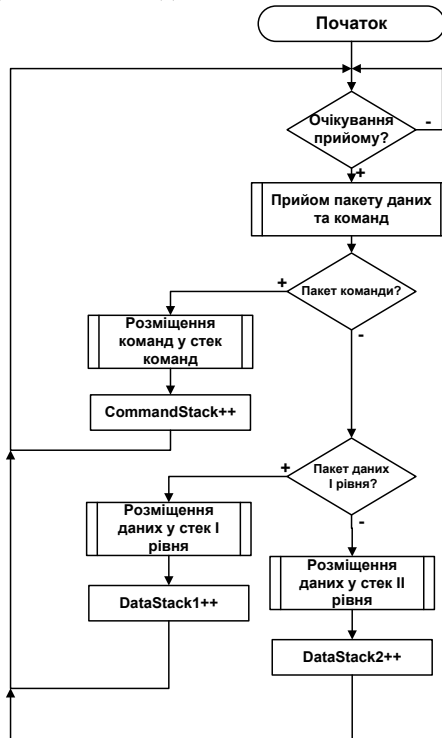 Початок
Очікування
прийому?
-
+
Прийом пакету даних
та команд
+
Пакет команди?
-
Розміщення
команд у стек
команд
CommandStack++
+
Пакет даних
I рівня?
-
Розміщення
даних у стек I
рівня
DataStack1++
Розміщення
даних у стек II
рівня
DataStack2++